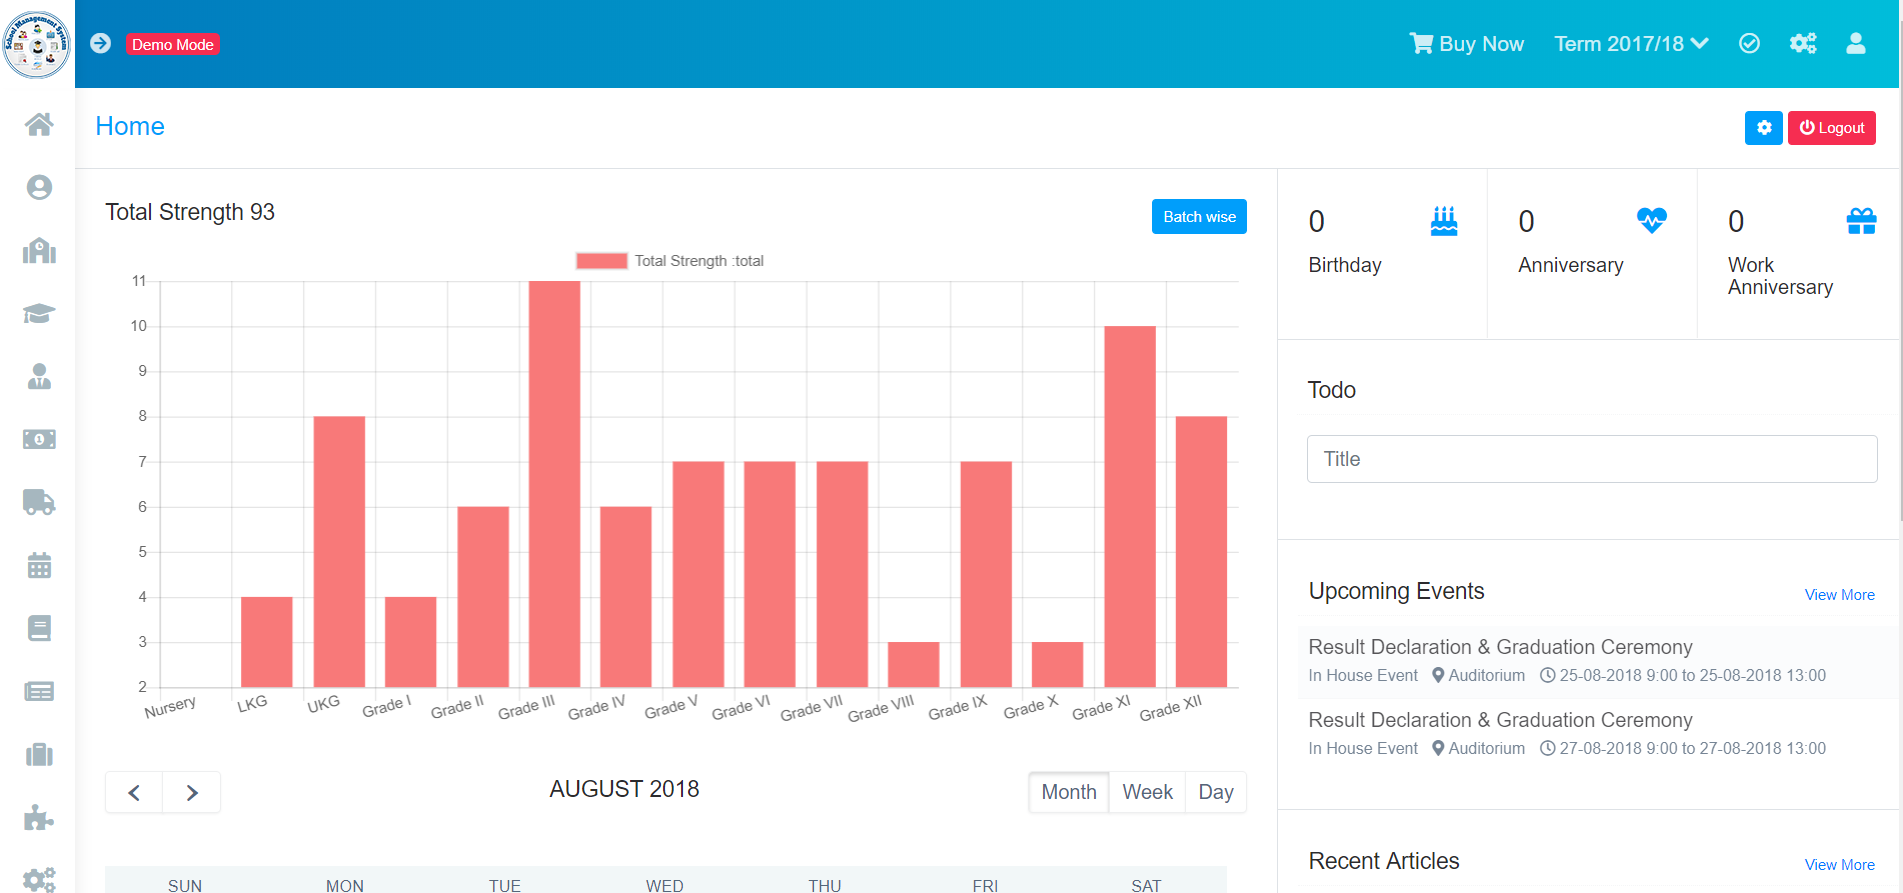 School Management System
Demo Mode
Buy Now
Term 2017/18
Home
Logout
Total Strength 93
Batch wise
Total Strength :total
11
10
9
8
7
6
5
4
3
2
Nursery
LKG
UKG
Grade I
Grade II
Grade III
Grade IV
Grade V
Grade VI
Grade VII
Grade VIII
Grade IX
Grade X
Grade XI
Grade XII
AUGUST 2018
Month
Week
Day
SUN
MON
TUE
WED
THU
FRI
SAT
0
Birthday
0
Anniversary
0
Work
Anniversary
Todo
Title
Upcoming Events
View More
Result Declaration & Graduation Ceremony
In House Event Auditorium 25-08-2018 9:00 to 25-08-2018 13:00
Result Declaration & Graduation Ceremony
In House Event Auditorium 27-08-2018 9:00 to 27-08-2018 13:00
Recent Articles
View More